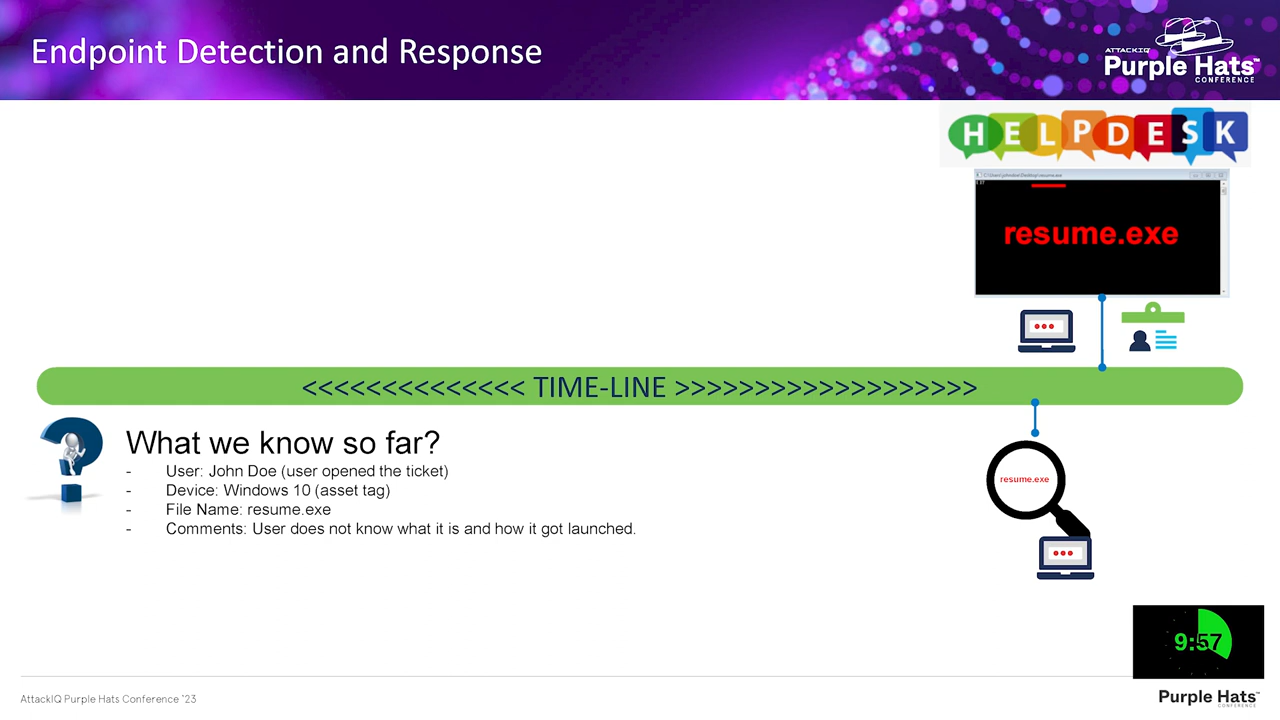 Endpoint Detection and Response
ATTACKIQ
Purple Hats™
CONFERENCE
HELPDESK
resume.exe
<<<<<<<<<<<<<< TIME-LINE >>>>>>>>>>>>>>>>>>>
What we know so far?
- User: John Doe (user opened the ticket)
- Device: Windows 10 (asset tag)
- File Name: resume.exe
- Comments: User does not know what it is and how it got launched.
resume.exe
9:57
AttackIQ Purple Hats Conference '23
Purple Hats™
CONFERENCE